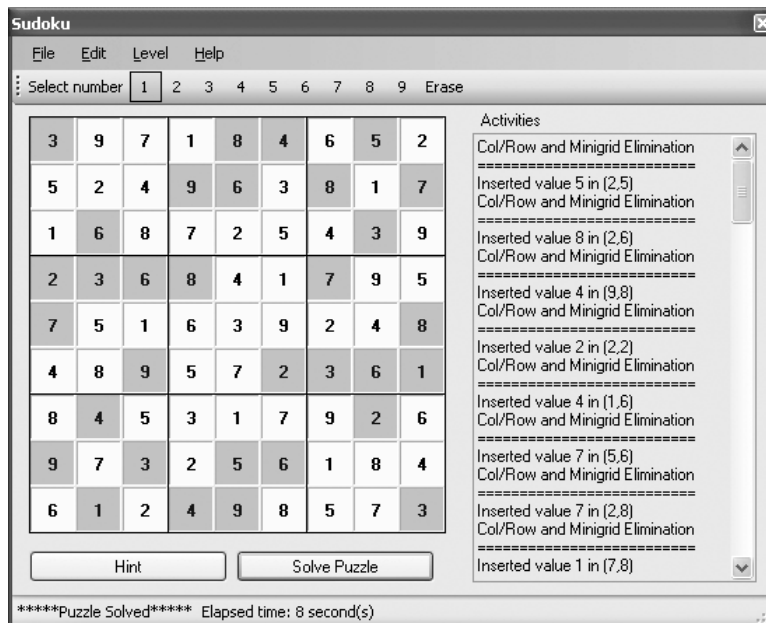 Sudoku
File Edit Level Help
Select number 1 2 3 4 5 6 7 8 9 Erase
3 9 7 1 8 4 6 5 2
5 2 4 9 6 3 8 1 7
1 6 8 7 2 5 4 3 9
2 3 6 8 4 1 7 9 5
7 5 1 6 3 9 2 4 8
4 8 9 5 7 2 3 6 1
8 4 5 3 1 7 9 2 6
9 7 3 2 5 6 1 8 4
6 1 2 4 9 8 5 7 3
Hint Solve Puzzle
Activities
Col/Row and Minigrid Elimination
===========================
Inserted value 5 in (2,5)
Col/Row and Minigrid Elimination
===========================
Inserted value 8 in (2,6)
Col/Row and Minigrid Elimination
===========================
Inserted value 4 in (9,8)
Col/Row and Minigrid Elimination
===========================
Inserted value 2 in (2,2)
Col/Row and Minigrid Elimination
===========================
Inserted value 4 in (1,6)
Col/Row and Minigrid Elimination
===========================
Inserted value 7 in (5,6)
Col/Row and Minigrid Elimination
===========================
Inserted value 7 in (2,8)
Col/Row and Minigrid Elimination
===========================
Inserted value 1 in (7,8)
*****Puzzle Solved***** Elapsed time: 8 second(s)